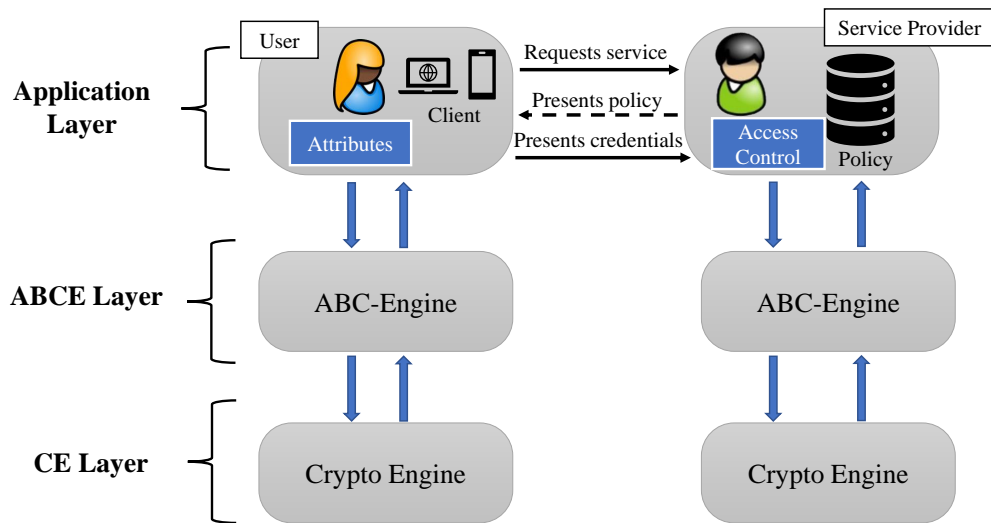 User
Service Provider
Application
Layer
Client
Attributes
Requests service
Presents policy
Presents credentials
Access
Control
Policy
ABCE Layer
ABC-Engine
ABC-Engine
CE Layer
Crypto Engine
Crypto Engine